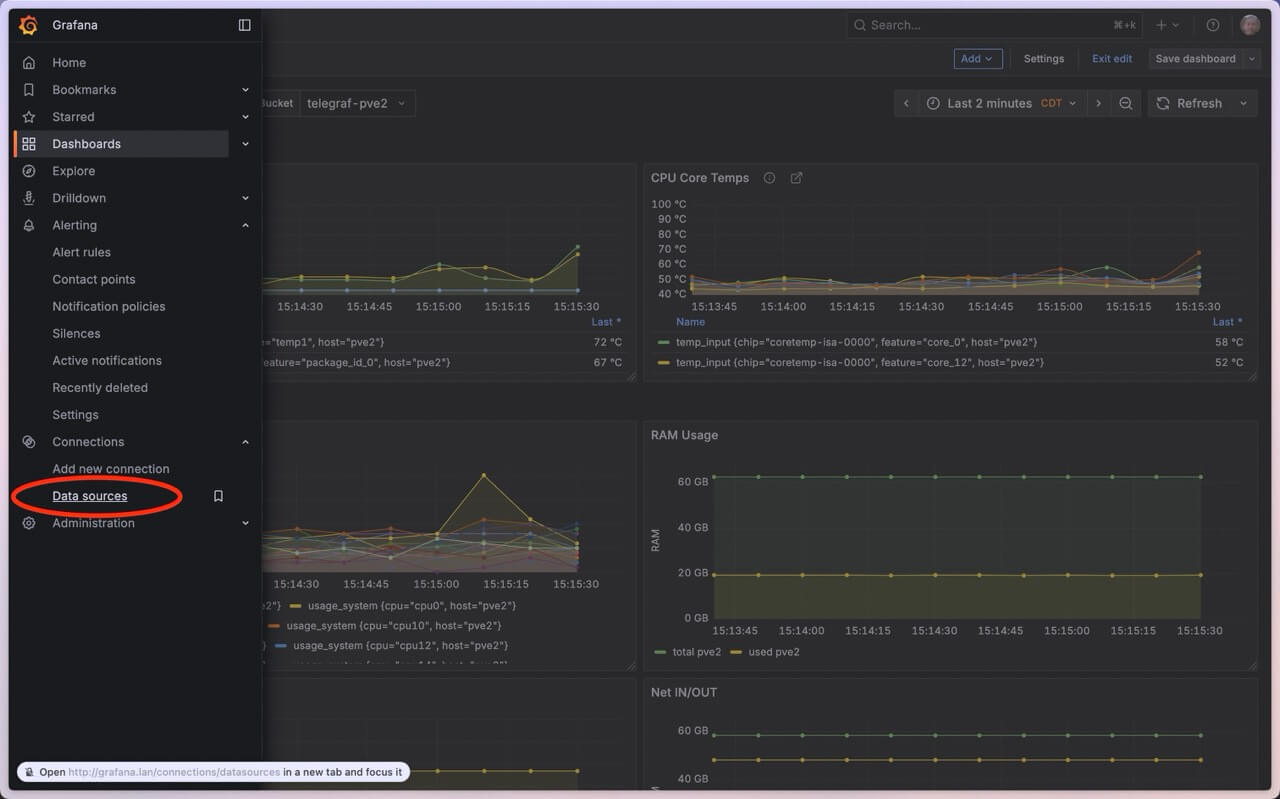 Grafana
Search...
⌘+k
Home
Bookmarks
Starred
Dashboards
Explore
Drilldown
Alerting
Alert rules
Contact points
Notification policies
Silences
Active notifications
Recently deleted
Settings
Connections
Add new connection
Data sources
Administration
Open http://grafana.lan/connections/datasources in a new tab and focus it
Add
Settings
Exit edit
Save dashboard
ucket
telegraf-pve2
Last 2 minutes CDT
Refresh
15:14:30 15:14:45 15:15:00 15:15:15 15:15:30
Last *
="temp1", host="pve2"} 72 °C
eature="package_id_0", host="pve2"} 67 °C
CPU Core Temps
100 °C
90 °C
80 °C
70 °C
60 °C
50 °C
40 °C
15:13:45 15:14:00 15:14:15 15:14:30 15:14:45 15:15:00 15:15:15 15:15:30
Name Last *
temp_input {chip="coretemp-isa-0000", feature="core_0", host="pve2"} 58 °C
temp_input {chip="coretemp-isa-0000", feature="core_12", host="pve2"} 52 °C
15:14:30 15:14:45 15:15:00 15:15:15 15:15:30
e2"} usage_system {cpu="cpu0", host="pve2"}
usage_system {cpu="cpu10", host="pve2"}
} usage_system {cpu="cpu12", host="pve2"}
RAM Usage
RAM
60 GB
40 GB
20 GB
0 GB
15:13:45 15:14:00 15:14:15 15:14:30 15:14:45 15:15:00 15:15:15 15:15:30
total pve2 used pve2
Net IN/OUT
60 GB
40 GB